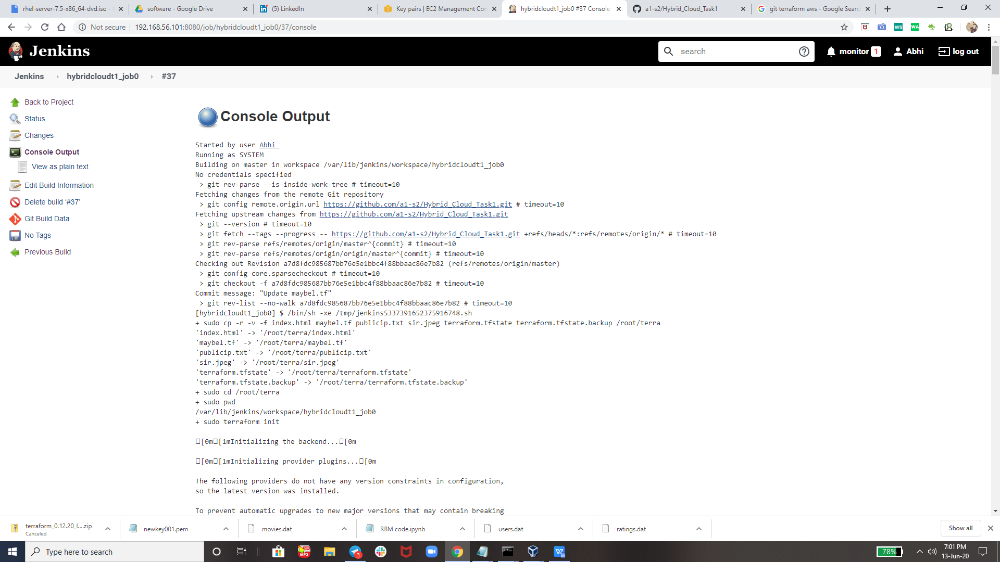 rhel-server-7.5-x86_64-dvd.iso -
software - Google Drive
(5) LinkedIn
Key pairs | EC2 Management Con
hybridcloudt1_job0 #37 Console
a1-s2/Hybrid_Cloud_Task1
git terraform aws - Google Search
Not secure
192.168.56.101:8080/job/hybridcloudt1_job0/37/console
Jenkins
search
monitor 1
Abhi
log out
Jenkins
hybridcloudt1_job0
#37
Back to Project
Status
Changes
Console Output
View as plain text
Edit Build Information
Delete build ‘#37’
Git Build Data
No Tags
Previous Build
Console Output
Started by user Abhi
Running as SYSTEM
Building on master in workspace /var/lib/jenkins/workspace/hybridcloudt1_job0
No credentials specified
> git rev-parse --is-inside-work-tree # timeout=10
Fetching changes from the remote Git repository
> git config remote.origin.url https://github.com/a1-s2/Hybrid_Cloud_Task1.git # timeout=10
Fetching upstream changes from https://github.com/a1-s2/Hybrid_Cloud_Task1.git
> git --version # timeout=10
> git fetch --tags --progress -- https://github.com/a1-s2/Hybrid_Cloud_Task1.git +refs/heads/*:refs/remotes/origin/* # timeout=10
> git rev-parse refs/remotes/origin/master^{commit} # timeout=10
> git rev-parse refs/remotes/origin/origin/master^{commit} # timeout=10
Checking out Revision a7d8fdc985687bb76e5e1bbc4f88bbaac86e7b82 (refs/remotes/origin/master)
> git config core.sparsecheckout # timeout=10
> git checkout -f a7d8fdc985687bb76e5e1bbc4f88bbaac86e7b82 # timeout=10
Commit message: "Update maybel.tf"
> git rev-list --no-walk a7d8fdc985687bb76e5e1bbc4f88bbaac86e7b82 # timeout=10
[hybridcloudt1_job0] $ /bin/sh -xe /tmp/jenkins5337391652375916748.sh
+ sudo cp -r -v -f index.html maybel.tf publicip.txt sir.jpeg terraform.tfstate terraform.tfstate.backup /root/terra
'index.html' -> '/root/terra/index.html'
'maybel.tf' -> '/root/terra/maybel.tf'
'publicip.txt' -> '/root/terra/publicip.txt'
'sir.jpeg' -> '/root/terra/sir.jpeg'
'terraform.tfstate' -> '/root/terra/terraform.tfstate'
'terraform.tfstate.backup' -> '/root/terra/terraform.tfstate.backup'
+ sudo cd /root/terra
+ sudo pwd
/var/lib/jenkins/workspace/hybridcloudt1_job0
+ sudo terraform init
[0m[1mInitializing the backend...[0m
[0m[1mInitializing provider plugins...[0m
The following providers do not have any version constraints in configuration,
so the latest version was installed.
To prevent automatic upgrades to new major versions that may contain breaking
terraform_0.12.20_l....zip
Canceled
newkey001.pem
movies.dat
RBM code.ipynb
users.dat
ratings.dat
Show all
Type here to search
MP3
3
78%
7:01 PM
13-Jun-20